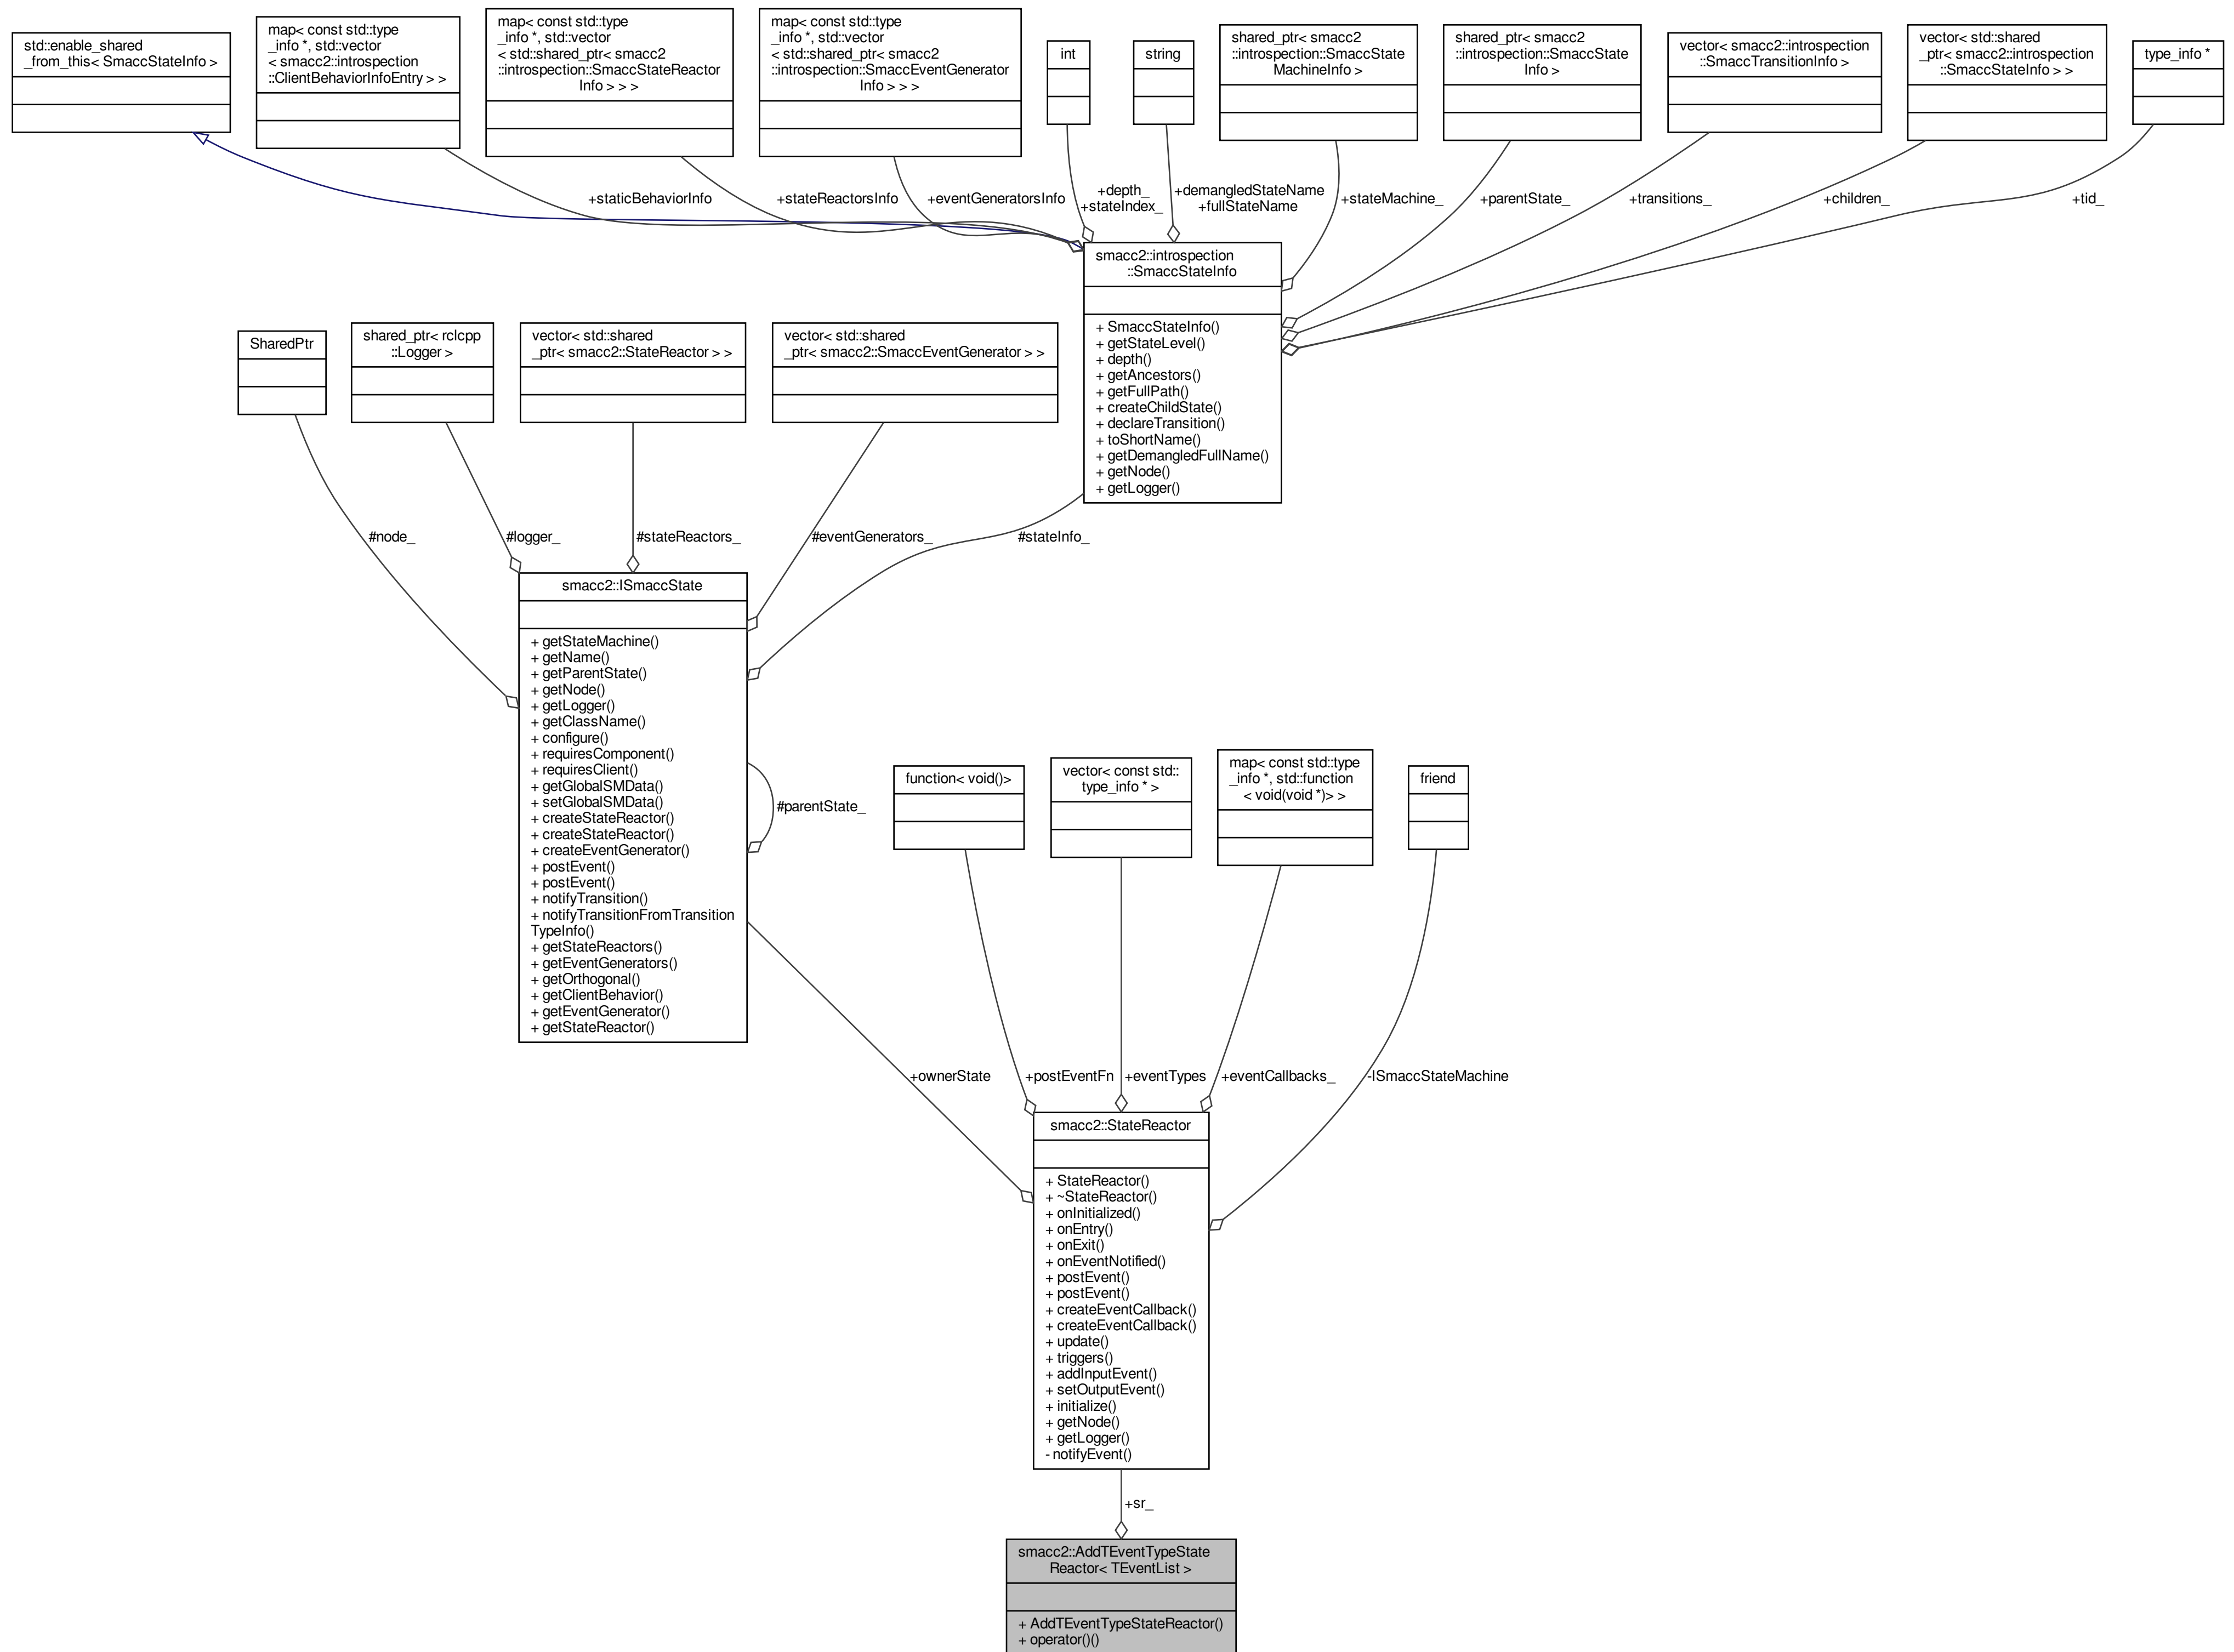 std::enable_shared
_from_this< SmaccStateInfo >
map< const std::type
_info *, std::vector
< smacc2::introspection
::ClientBehaviorInfoEntry > >
map< const std::type
_info *, std::vector
< std::shared_ptr< smacc2
::introspection::SmaccStateReactor
Info > > >
map< const std::type
_info *, std::vector
< std::shared_ptr< smacc2
::introspection::SmaccEventGenerator
Info > > >
int
string
shared_ptr< smacc2
::introspection::SmaccState
MachineInfo >
shared_ptr< smacc2
::introspection::SmaccState
Info >
vector< smacc2::introspection
::SmaccTransitionInfo >
vector< std::shared
_ptr< smacc2::introspection
::SmaccStateInfo > >
type_info *
+staticBehaviorInfo
+stateReactorsInfo
+eventGeneratorsInfo
+depth_
+stateIndex_
+demangledStateName
+fullStateName
+stateMachine_
+parentState_
+transitions_
+children_
+tid_
smacc2::introspection
::SmaccStateInfo
+ SmaccStateInfo()
+ getStateLevel()
+ depth()
+ getAncestors()
+ getFullPath()
+ createChildState()
+ declareTransition()
+ toShortName()
+ getDemangledFullName()
+ getNode()
+ getLogger()
SharedPtr
shared_ptr< rclcpp
::Logger >
vector< std::shared
_ptr< smacc2::StateReactor > >
vector< std::shared
_ptr< smacc2::SmaccEventGenerator > >
#node_
#logger_
#stateReactors_
#eventGenerators_
#stateInfo_
smacc2::ISmaccState
+ getStateMachine()
+ getName()
+ getParentState()
+ getNode()
+ getLogger()
+ getClassName()
+ configure()
+ requiresComponent()
+ requiresClient()
+ getGlobalSMData()
+ setGlobalSMData()
+ createStateReactor()
+ createStateReactor()
+ createEventGenerator()
+ postEvent()
+ postEvent()
+ notifyTransition()
+ notifyTransitionFromTransition
TypeInfo()
+ getStateReactors()
+ getEventGenerators()
+ getOrthogonal()
+ getClientBehavior()
+ getEventGenerator()
+ getStateReactor()
#parentState_
function< void()>
vector< const std::
type_info * >
map< const std::type
_info *, std::function
< void(void *)> >
friend
+ownerState
+postEventFn
+eventTypes
+eventCallbacks_
-ISmaccStateMachine
smacc2::StateReactor
+ StateReactor()
+ ~StateReactor()
+ onInitialized()
+ onEntry()
+ onExit()
+ onEventNotified()
+ postEvent()
+ postEvent()
+ createEventCallback()
+ createEventCallback()
+ update()
+ triggers()
+ addInputEvent()
+ setOutputEvent()
+ initialize()
+ getNode()
+ getLogger()
- notifyEvent()
+sr_
smacc2::AddTEventTypeState
Reactor< TEventList >
+ AddTEventTypeStateReactor()
+ operator()()